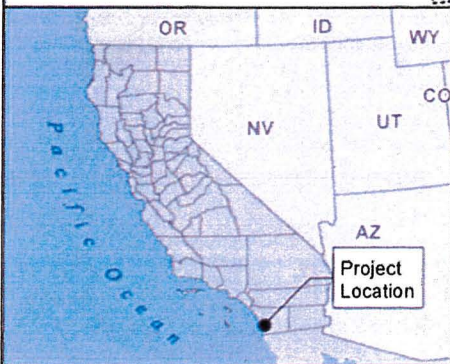 OR
ID
WY
NV
UT
CO
AZ
Pacific Ocean
Project
Location